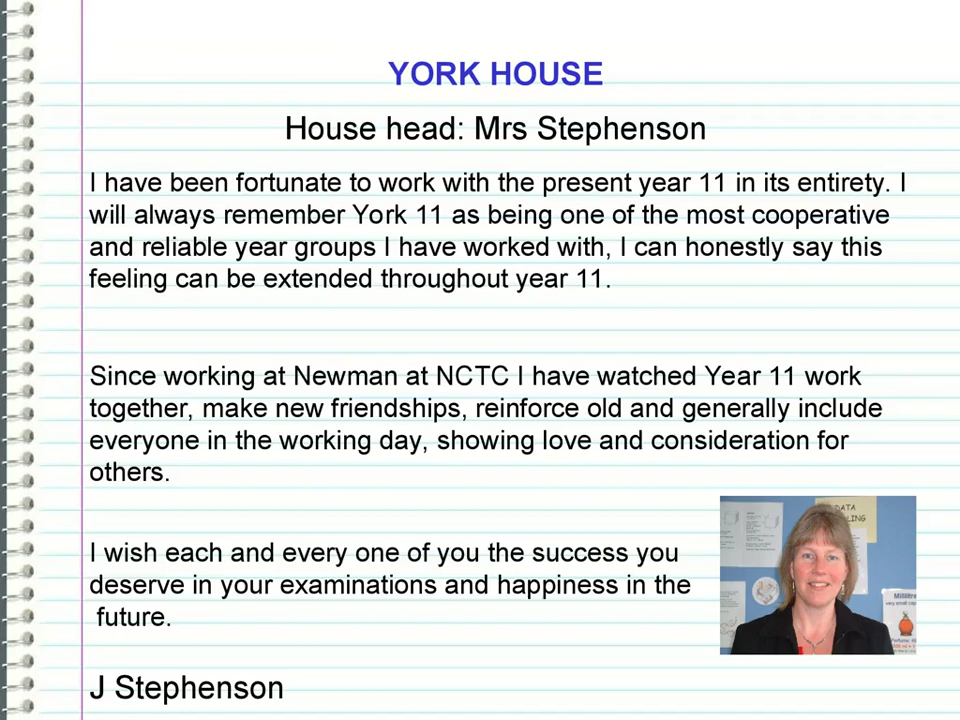 YORK HOUSE
House head: Mrs Stephenson
I have been fortunate to work with the present year 11 in its entirety. I
will always remember York 11 as being one of the most cooperative
and reliable year groups I have worked with, I can honestly say this
feeling can be extended throughout year 11.
Since working at Newman at NCTC I have watched Year 11 work
together, make new friendships, reinforce old and generally include
everyone in the working day, showing love and consideration for
others.
I wish each and every one of you the success you
deserve in your examinations and happiness in the
future.
DATA
Millilitre
very small
J Stephenson